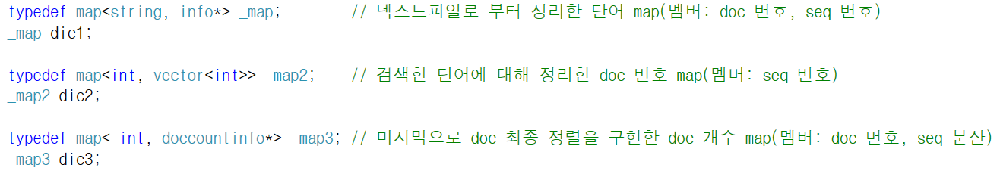 typedef map<string, info*> _map; // 텍스트파일로 부터 정리한 단어 map(멤버: doc 번호, seq 번호)
_map dic1;
typedef map<int, vector<int>> _map2; // 검색한 단어에 대해 정리한 doc 번호 map(멤버: seq 번호)
_map2 dic2;
typedef map< int, doccountinfo*> _map3; // 마지막으로 doc 최종 정렬을 구현한 doc 개수 map(멤버: doc 번호, seq 분산)
_map3 dic3;